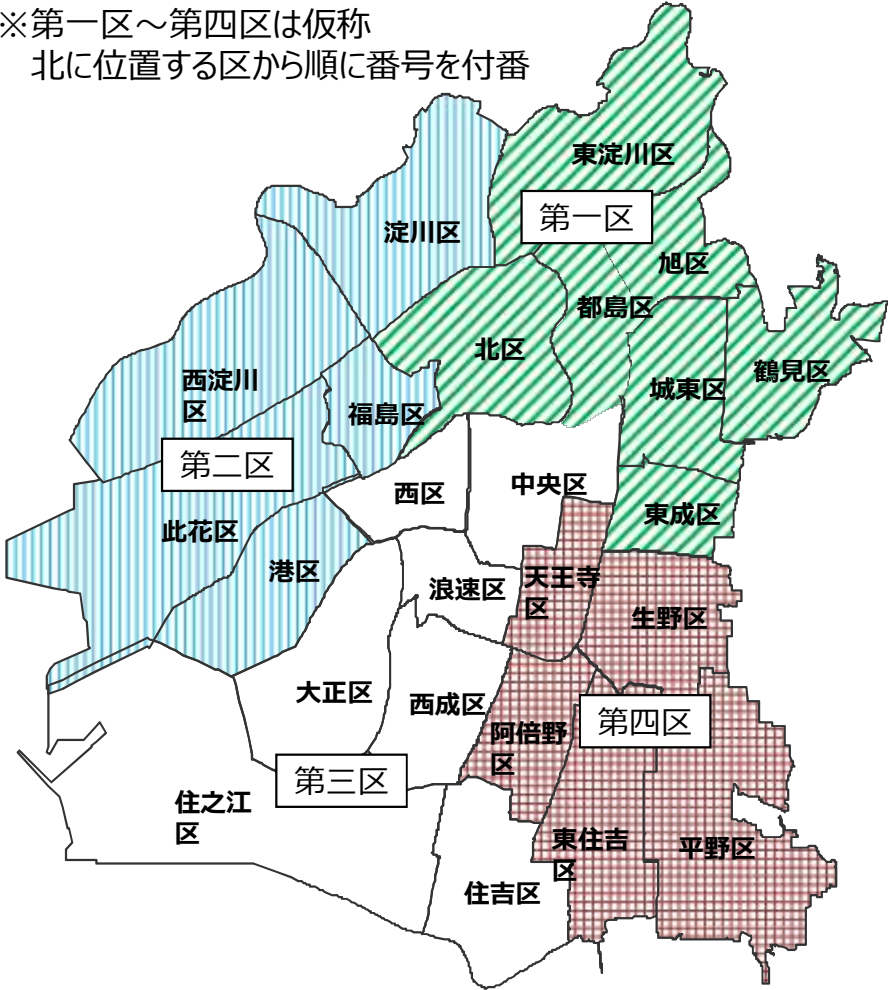 ※第一区～第四区は仮称
北に位置する区から順に番号を付番
東淀川区
第一区
淀川区
旭区
都島区
北区
鶴見区
西淀川
区
城東区
福島区
第二区
西区
中央区
東成区
此花区
港区
浪速区
天王寺
区
生野区
大正区
西成区
阿倍野
区
第四区
第三区
住之江
区
東住吉
区
平野区
住吉区